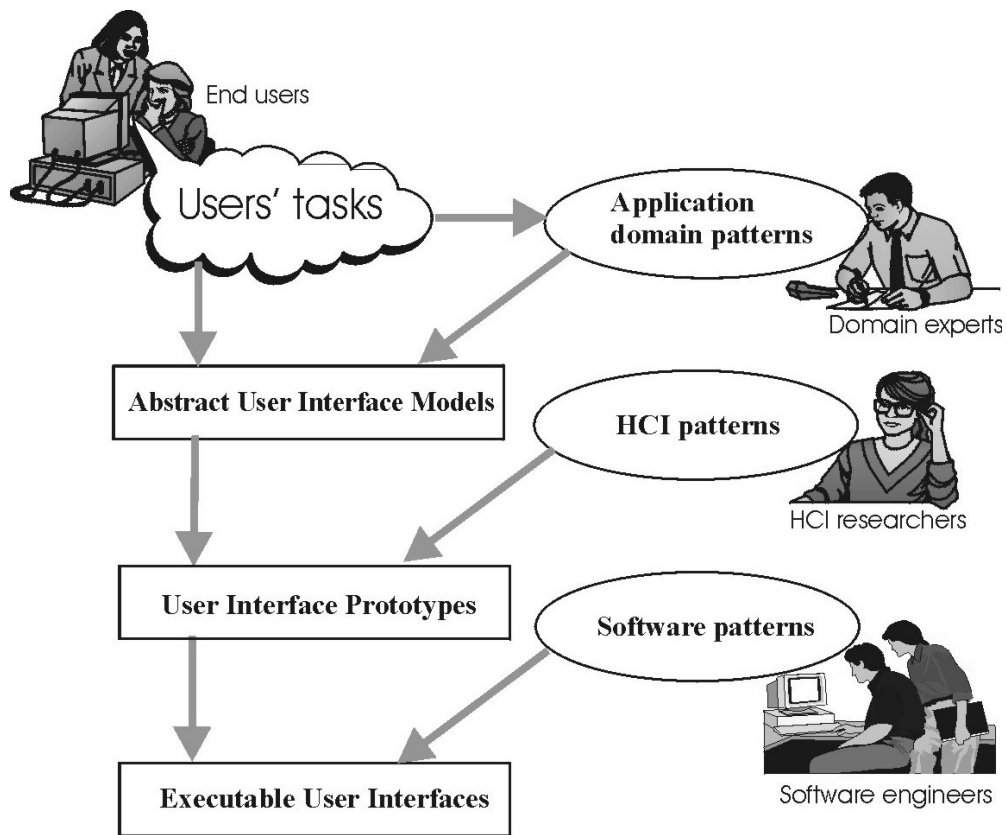 End users
Users' tasks
Application
domain patterns
Domain experts
Abstract User Interface Models
HCI patterns
HCI researchers
User Interface Prototypes
Software patterns
Executable User Interfaces
Software engineers